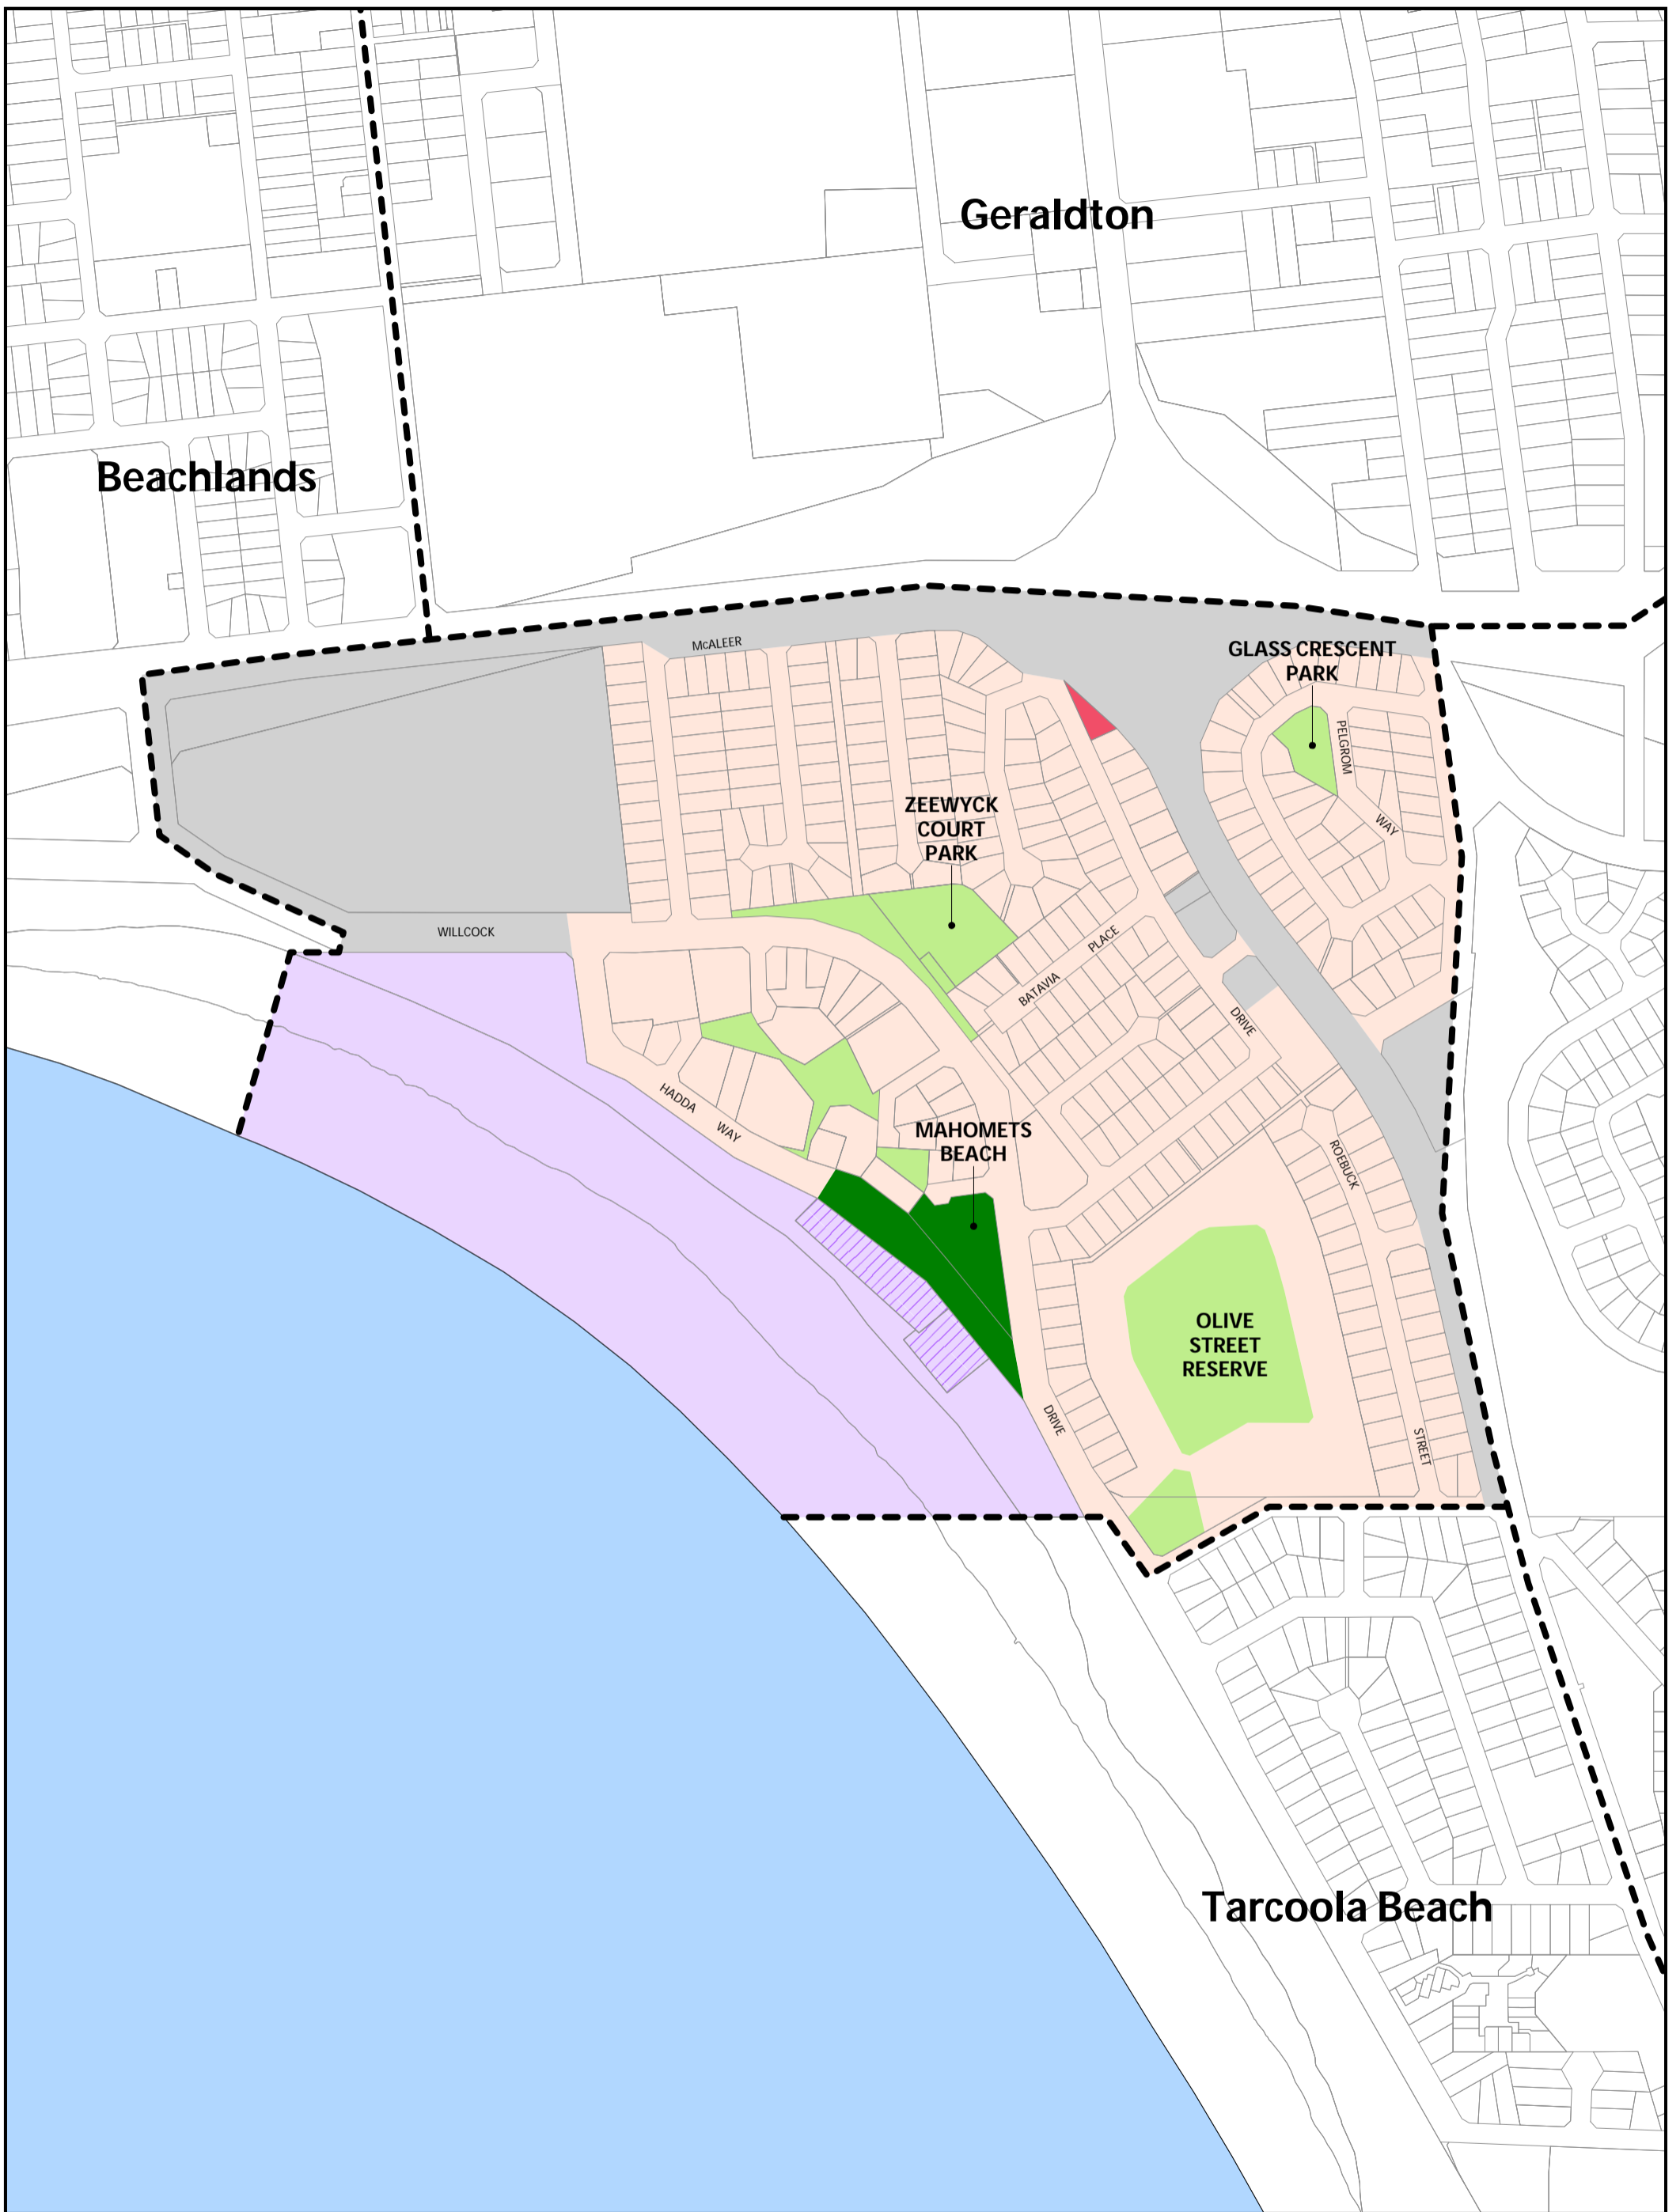 Geraldton
Beachlands
McALEER
GLASS CRESCENT
PARK
PELGROM
WAY
ZEEWYCK
COURT
PARK
WILLCOCK
BATAVIA
PLACE
DRIVE
HADDA
WAY
MAHOMETS
BEACH
ROEBUCK
OLIVE
STREET
RESERVE
DRIVE
STREET
Tarcoola Beach